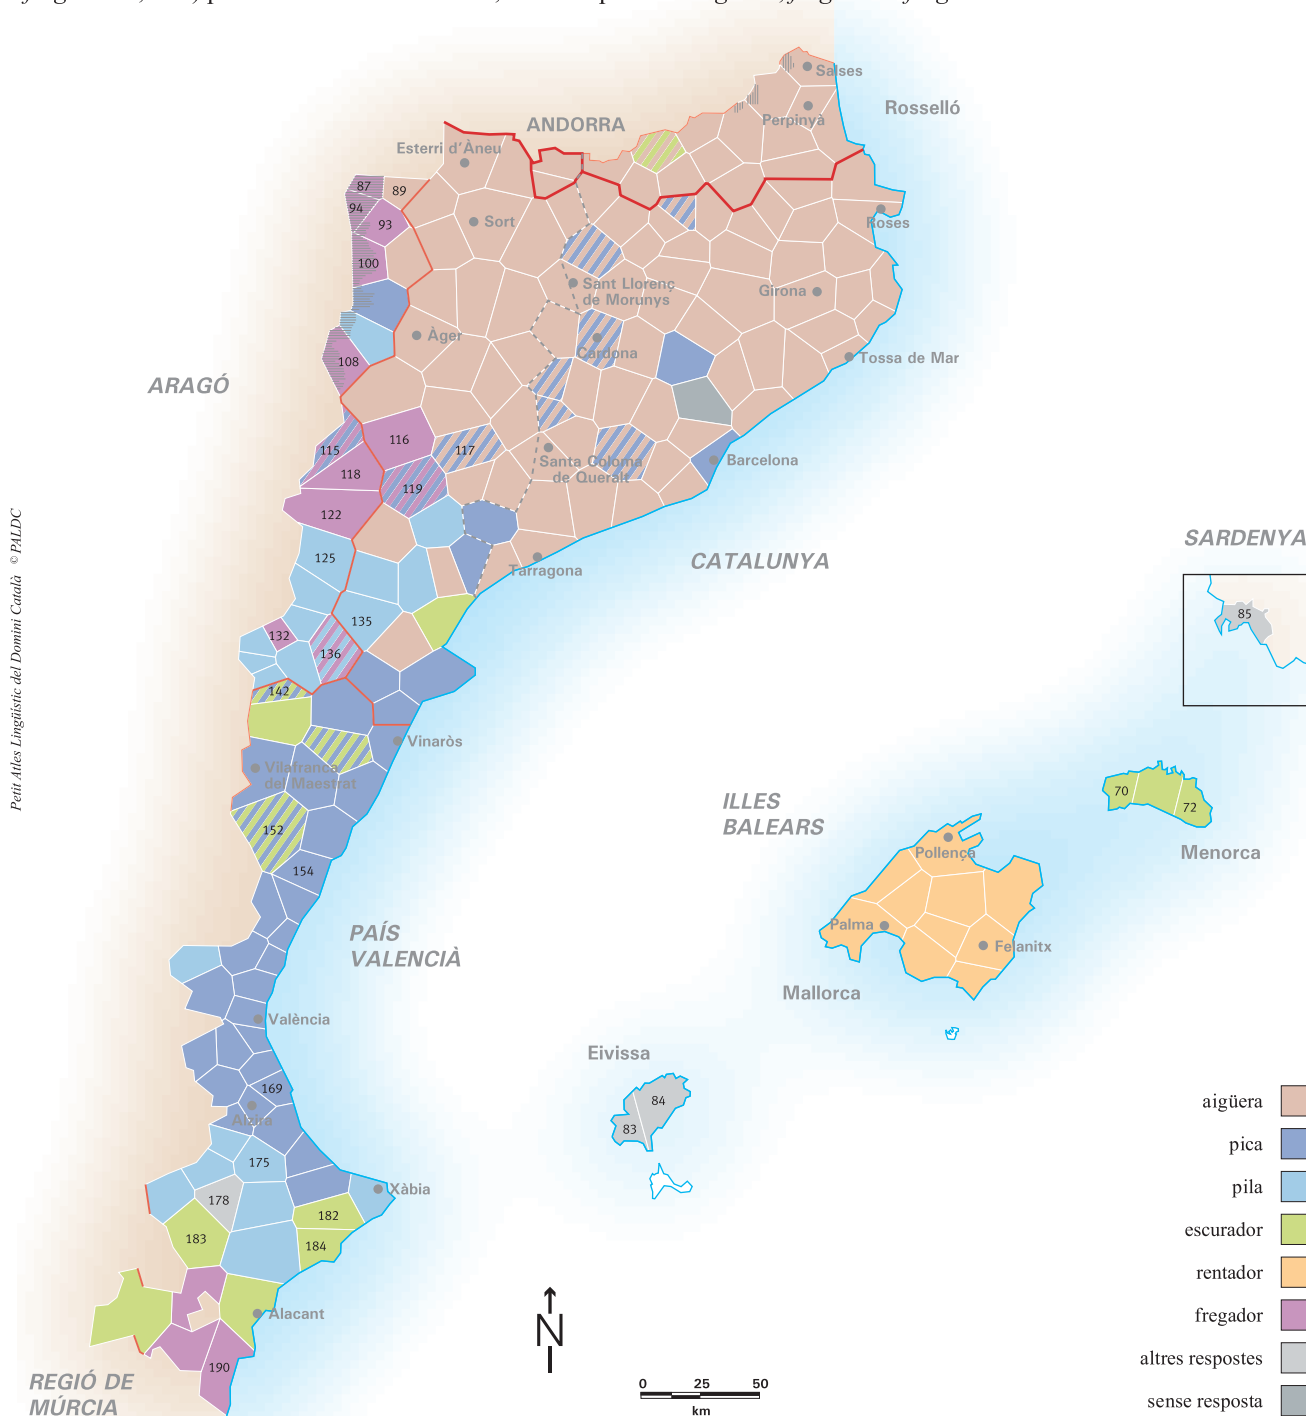 Salses
Rosselló
Perpinyà
ANDORRA
Esterri d'Àneu
87
89
94
93
Sort
Roses
100
Sant Llorenç
de Morunys
Girona
Àger
Cardona
108
Tossa de Mar
ARAGÓ
116
115
117
118
Santa Coloma
de Queralt
Barcelona
119
122
Petit Atles Lingüístic del Domini Català © PALDC
SARDENYA
125
CATALUNYA
Tarragona
85
135
132
136
142
Vinaròs
Vilafranca
del Maestrat
ILLES
BALEARS
70
72
152
Pollença
Menorca
154
Palma
PAÍS
VALENCIÀ
Felanitx
Mallorca
València
Eivissa
169
84
Alzira
83
aigüera
pica
175
pila
Xàbia
178
182
escurador
183
184
rentador
Alacant
fregador
N
190
altres respostes
REGIÓ DE
MÚRCIA
0 25 50
km
sense resposta